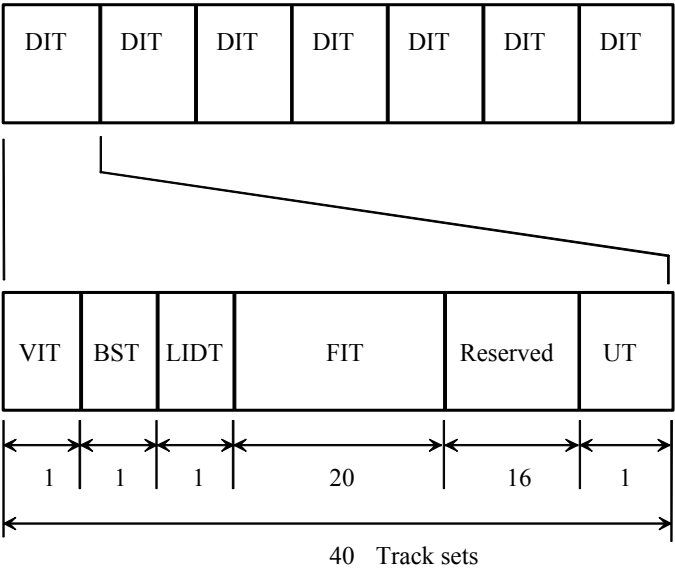 DIT DIT DIT DIT DIT DIT DIT
VIT BST LIDT FIT Reserved UT
1 1 1 20 16 1
40 Track sets